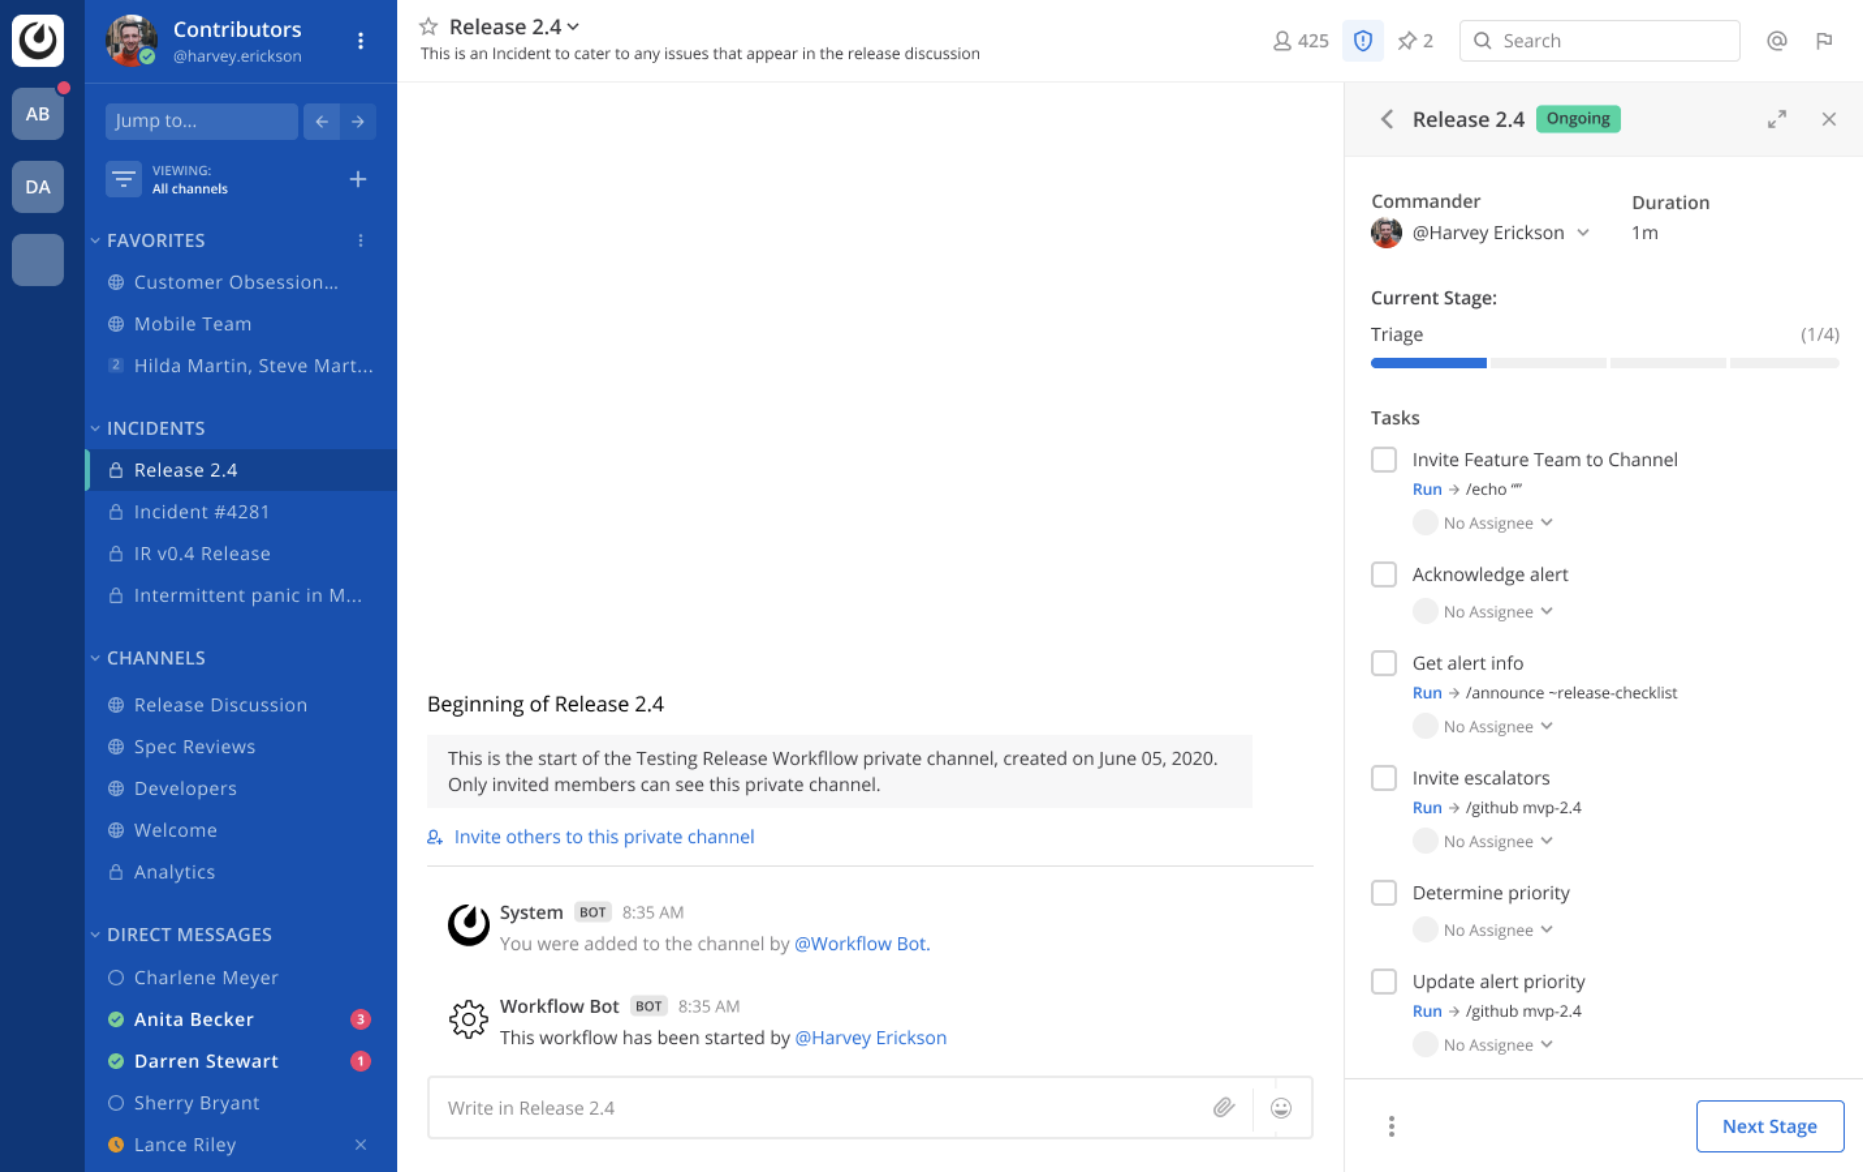 AB
DA
Contributors
@harvey.erickson
Jump to...
VIEWING:
All channels
FAVORITES
Customer Obsession...
Mobile Team
2 Hilda Martin, Steve Mart...
INCIDENTS
Release 2.4
Incident #4281
IR v0.4 Release
Intermittent panic in M...
CHANNELS
Release Discussion
Spec Reviews
Developers
Welcome
Analytics
DIRECT MESSAGES
Charlene Meyer
Anita Becker 3
Darren Stewart 1
Sherry Bryant
Lance Riley
Release 2.4
This is an Incident to cater to any issues that appear in the release discussion
425
2
Search
Beginning of Release 2.4
This is the start of the Testing Release Workfllow private channel, created on June 05, 2020.
Only invited members can see this private channel.
Invite others to this private channel
System BOT 8:35 AM
You were added to the channel by @Workflow Bot.
Workflow Bot BOT 8:35 AM
This workflow has been started by @Harvey Erickson
Write in Release 2.4
Release 2.4 Ongoing
Commander
@Harvey Erickson
Duration
1m
Current Stage:
Triage (1/4)
Tasks
Invite Feature Team to Channel
Run → /echo “”
No Assignee
Acknowledge alert
No Assignee
Get alert info
Run → /announce ~release-checklist
No Assignee
Invite escalators
Run → /github mvp-2.4
No Assignee
Determine priority
No Assignee
Update alert priority
Run → /github mvp-2.4
No Assignee
Next Stage